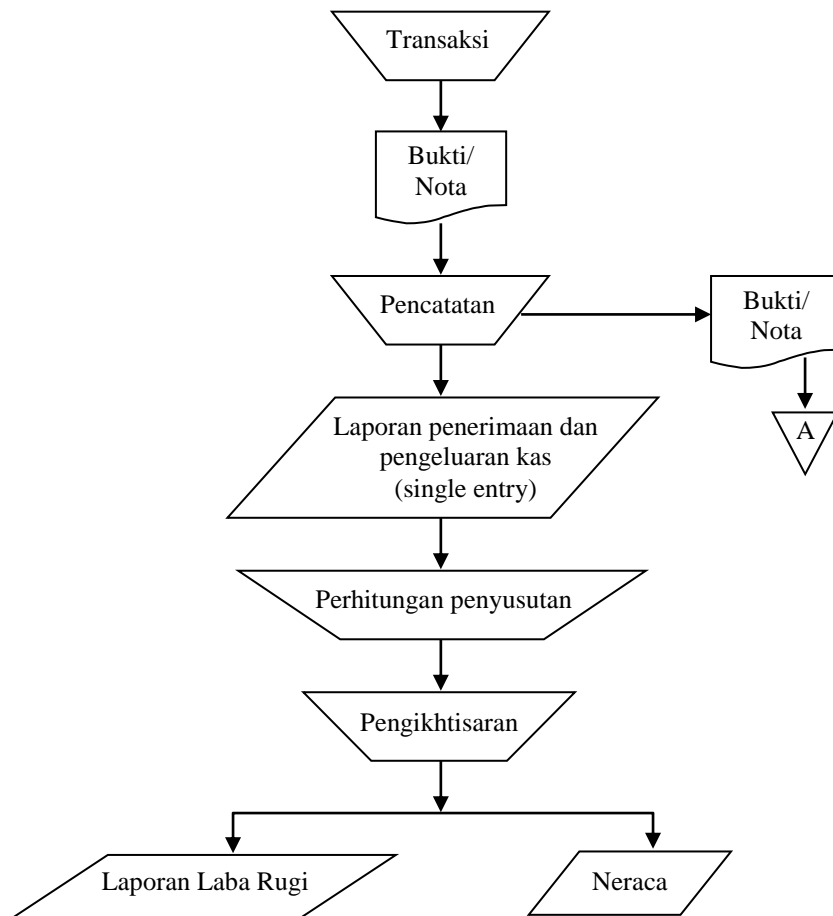 Transaksi
Bukti/
Nota
Pencatatan
Bukti/
Nota
A
Laporan penerimaan dan
pengeluaran kas
(single entry)
Perhitungan penyusutan
Pengikhtisaran
Laporan Laba Rugi
Neraca